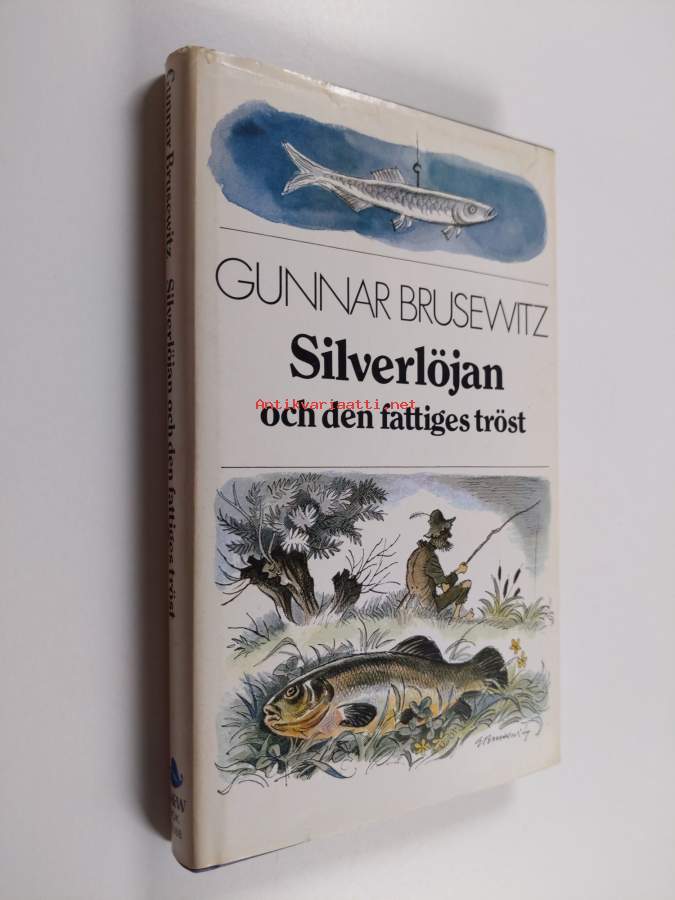 GUNNAR BRUSEWITZ
Silverlöjan
Antikvariaatti.net
och den fattiges tröst
Gunnar Brusewitz Silverlöjan och den fattiges tröst